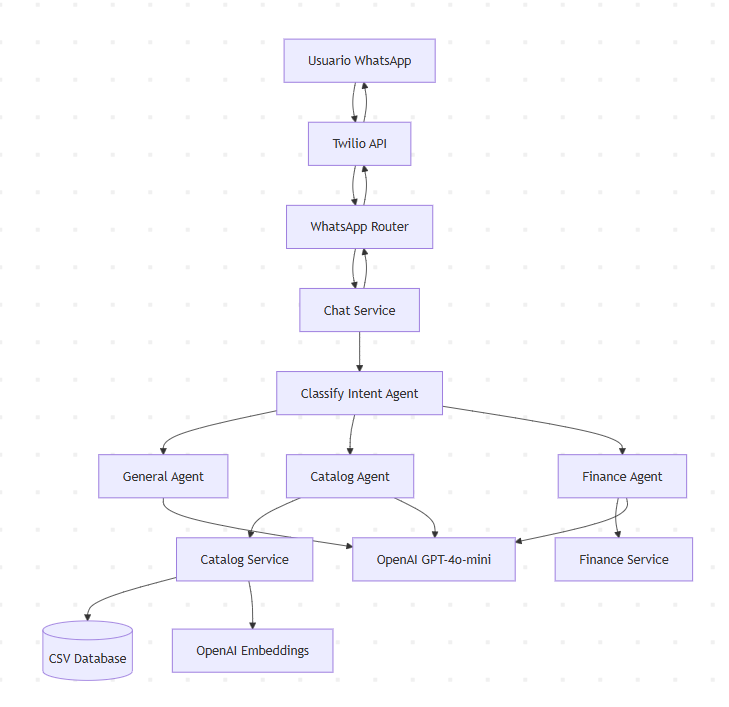 Usuario WhatsApp
Twilio API
WhatsApp Router
Chat Service
Classify Intent Agent
General Agent
Catalog Agent
Finance Agent
Catalog Service
OpenAI GPT-4o-mini
Finance Service
CSV Database
OpenAI Embeddings